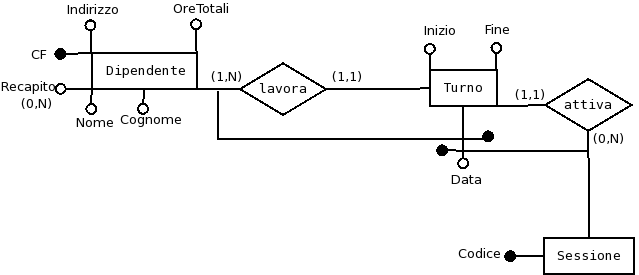 Indirizzo
OreTotali
CF
Dipendente
Recapito
(0,N)
Nome
Cognome
(1,N)
lavora
(1,1)
Inizio
Fine
Turno
Data
(1,1)
attiva
(0,N)
Codice
Sessione